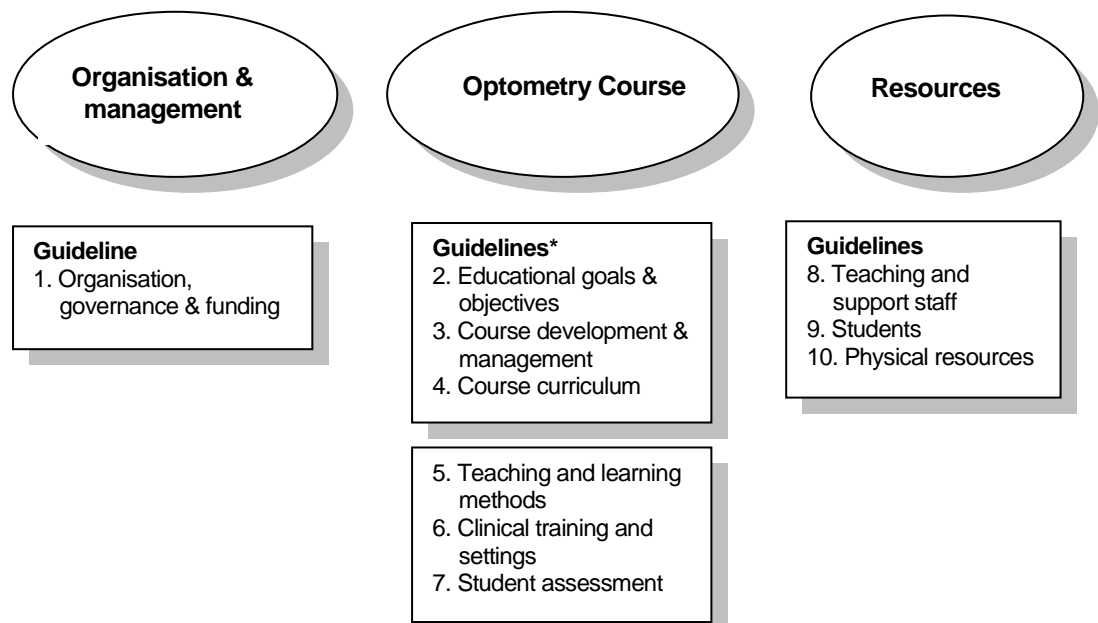 Organisation &
management
Optometry Course
Resources
Guideline
1. Organisation,
governance & funding
Guidelines*
2. Educational goals &
objectives
3. Course development &
management
4. Course curriculum
5. Teaching and learning
methods
6. Clinical training and
settings
7. Student assessment
Guidelines
8. Teaching and
support staff
9. Students
10. Physical resources